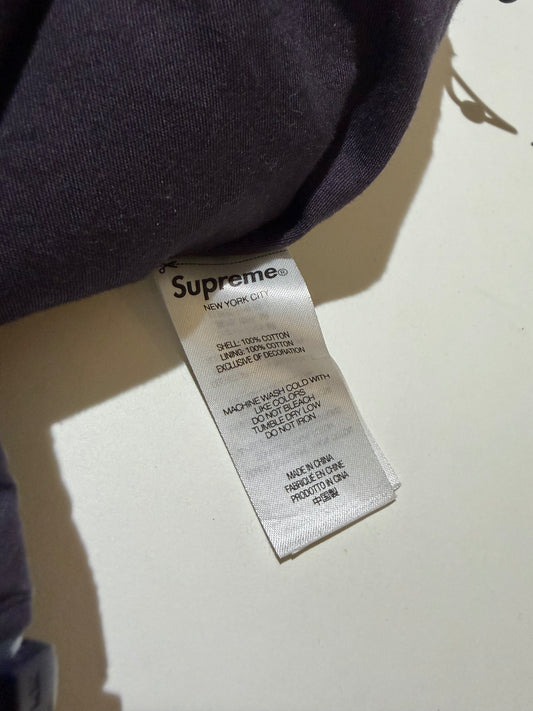 Supreme®
NEW YORK CITY
SHELL: 100% COTTON
LINING: 100% COTTON
EXCLUSIVE OF DECORATION
MACHINE WASH COLD WITH
LIKE COLORS
DO NOT BLEACH
TUMBLE DRY LOW
DO NOT IRON
MADE IN CHINA
FABRIQUÉ EN CHINE
PRODOTTO IN CINA
中国製